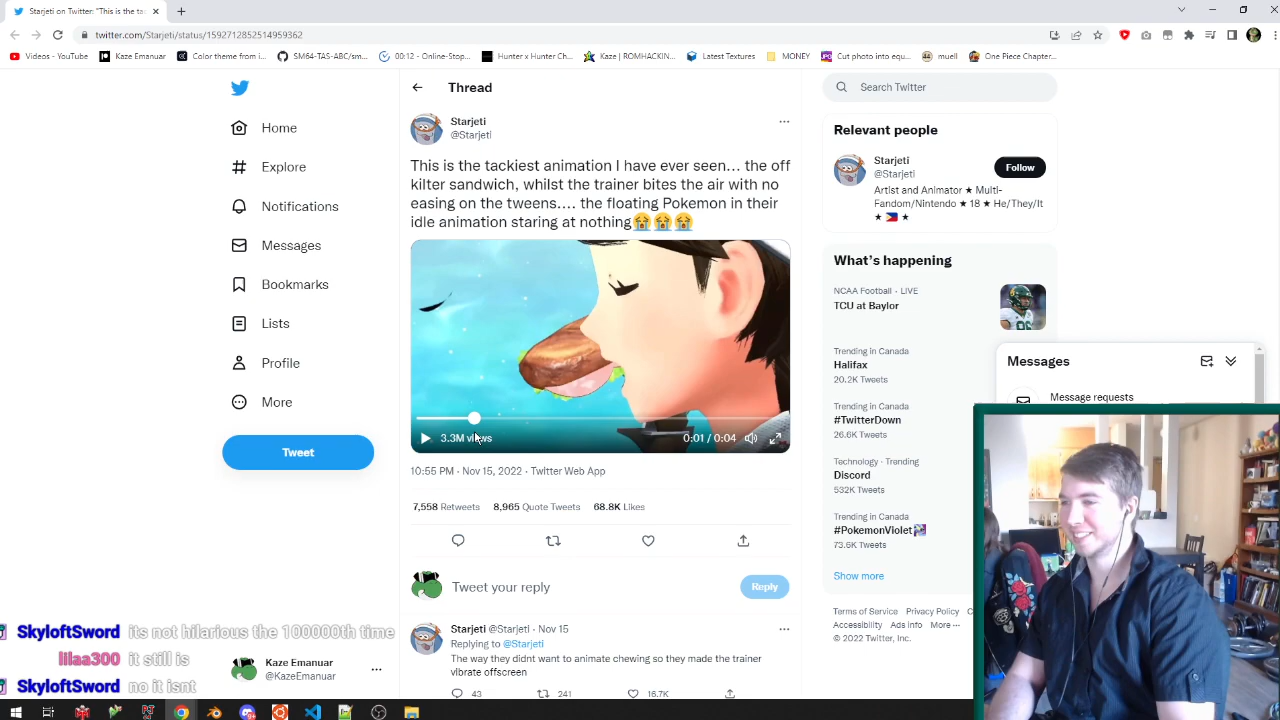 Starjeti on Twitter: "This is the ta
twitter.com/Starjeti/status/1592712852514959362
Videos - YouTube
Kaze Emanuar
Color theme from i...
SM64-TAS-ABC/sm...
00:12 - Online-Stop...
Hunter x Hunter Ch...
Kaze | ROMHACKIN...
Latest Textures
MONEY
Cut photo into equ...
muell
One Piece Chapter...
Home
Explore
Notifications
Messages
Bookmarks
Lists
Profile
More
Tweet
Kaze Emanuar
@KazeEmanuar
Thread
Starjeti
@Starjeti
This is the tackiest animation I have ever seen... the off
kilter sandwich, whilst the trainer bites the air with no
easing on the tweens.... the floating Pokemon in their
idle animation staring at nothing😭😭😭
3.3M views
0:01 / 0:04
10:55 PM · Nov 15, 2022 · Twitter Web App
7,558 Retweets 8,965 Quote Tweets 68.8K Likes
Tweet your reply
Reply
Starjeti @Starjeti · Nov 15
Replying to @Starjeti
The way they didnt want to animate chewing so they made the trainer
vibrate offscreen
43 241 16.7K
Search Twitter
Relevant people
Starjeti
@Starjeti
Follow
Artist and Animator ★ Multi-
Fandom/Nintendo ★ 18 ★ He/They/It
★ 🇵🇭 ★
What's happening
NCAA Football · LIVE
TCU at Baylor
Trending in Canada
Halifax
20.2K Tweets
Trending in Canada
#TwitterDown
26.6K Tweets
Technology · Trending
Discord
532K Tweets
Trending in Canada
#PokemonViolet
73.6K Tweets
Show more
Terms of Service Privacy Policy C
Accessibility Ads info More ···
© 2022 Twitter, Inc.
Messages
Message requests
SkyloftSword its not hilarious the 100000th time
lilaa300 it still is
SkyloftSword no it isnt